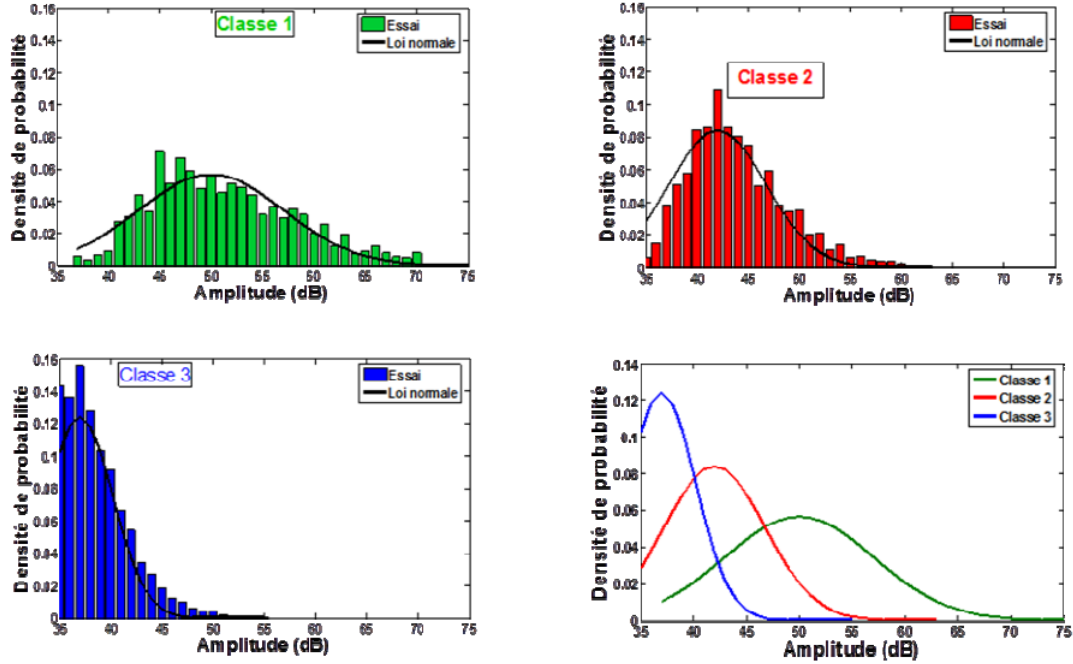 Classe 1
Essai
Loi normale
Densité de probabilité
0.16
0.14
0.12
0.1
0.08
0.06
0.04
0.02
0
35 40 45 50 55 60 65 70 75
Amplitude (dB)
Classe 2
Essai
Loi normale
Densité de probabilité
0.16
0.14
0.12
0.1
0.08
0.06
0.04
0.02
0
35 40 45 50 55 60 65 70 75
Amplitude (dB)
Classe 3
Essai
Loi normale
Densité de probabilité
0.16
0.14
0.12
0.1
0.08
0.06
0.04
0.02
0
35 40 45 50 55 60 65 70 75
Amplitude (dB)
Classe 1
Classe 2
Classe 3
Densité de probabilité
0.14
0.12
0.1
0.08
0.06
0.04
0.02
0
35 40 45 50 55 60 65 70 75
Amplitude (dB)